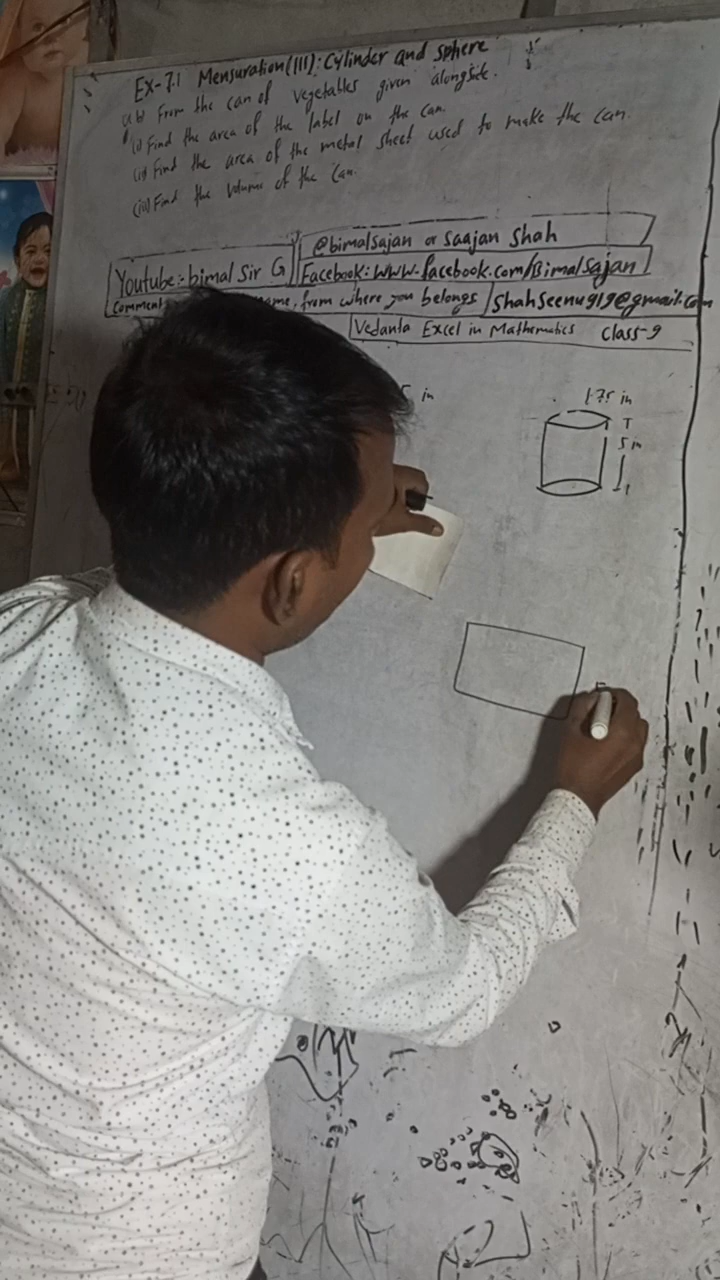 Ex-7.1 Mensuration(III): Cylinder and sphere
From the can of vegetables given alongside.
(i) Find the area of the label on the can.
(ii) Find the area of the metal sheet used to make the can.
(iii) Find the volume of the can.
@bimalsajan or Saajan Shah
Youtube:- bimal Sir G
Facebook: www.facebook.com/Bimalsajan
Comment name, from where you belongs
Shahseenu919@gmail.com
Vedanta Excel in Mathematics Class-9
in
1.75 in
5 in